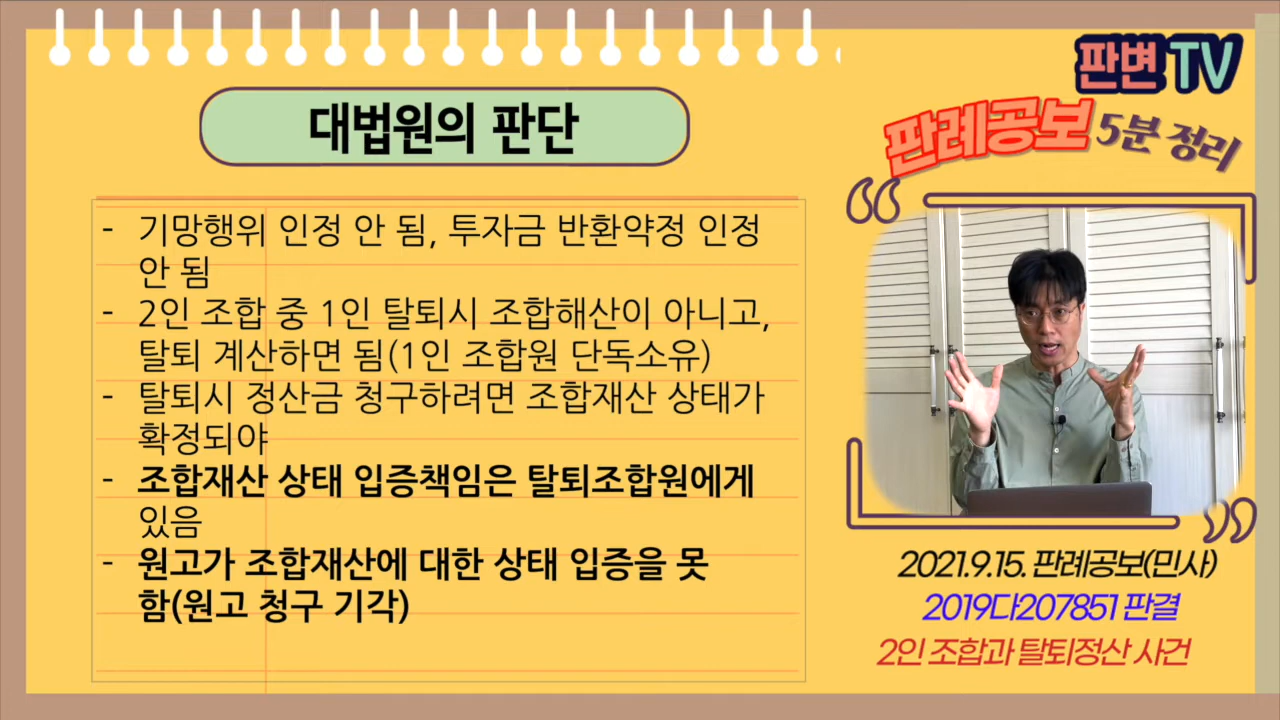 대법원의 판단
- 기망행위 인정 안 됨, 투자금 반환약정 인정
안 됨
- 2인 조합 중 1인 탈퇴시 조합해산이 아니고,
탈퇴 계산하면 됨(1인 조합원 단독소유)
- 탈퇴시 정산금 청구하려면 조합재산 상태가
확정되야
- 조합재산 상태 입증책임은 탈퇴조합원에게
있음
- 원고가 조합재산에 대한 상태 입증을 못
함(원고 청구 기각)
판변 TV
판례공보 5분 정리
2021.9.15. 판례공보(민사)
2019다207851 판결
2인 조합과 탈퇴정산 사건